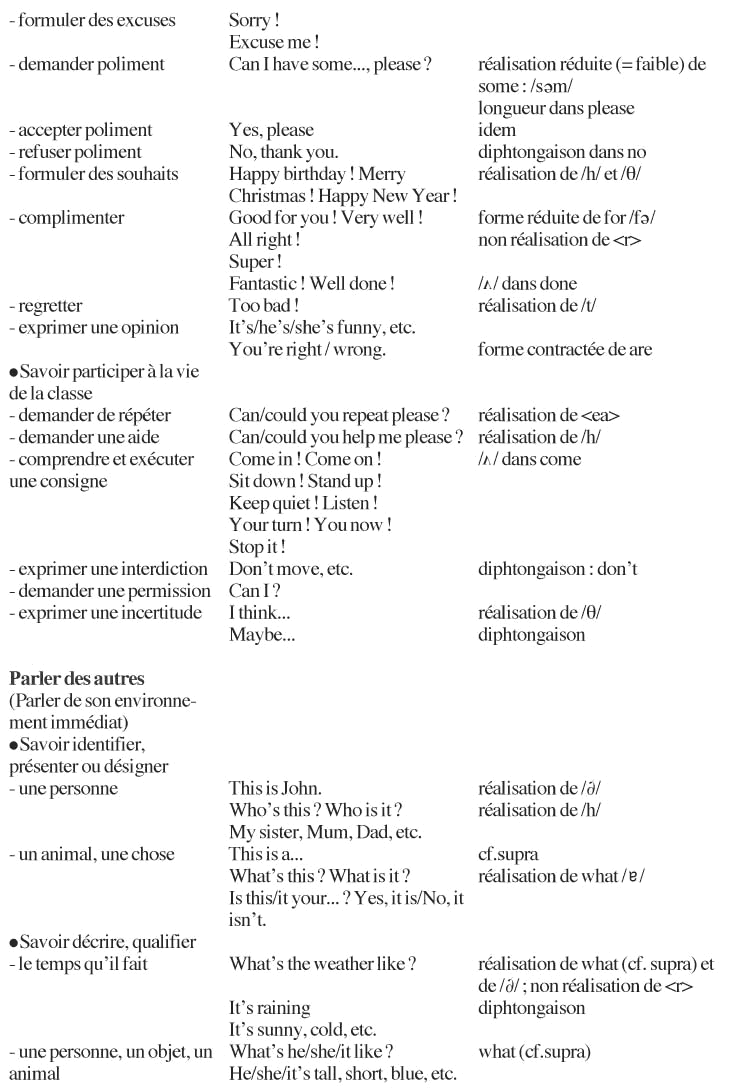 - formuler des excuses Sorry !
Excuse me !
- demander poliment Can I have some..., please ? réalisation réduite (= faible) de
some : /səm/
longueur dans please
- accepter poliment Yes, please idem
- refuser poliment No, thank you. diphtongaison dans no
- formuler des souhaits Happy birthday ! Merry réalisation de /h/ et /θ/
Christmas ! Happy New Year !
- complimenter Good for you ! Very well ! forme réduite de for /fə/
All right ! non réalisation de <r>
Super !
Fantastic ! Well done ! /ʌ/ dans done
- regretter Too bad ! réalisation de /t/
- exprimer une opinion It's/he's/she's funny, etc.
You're right / wrong. forme contractée de are
● Savoir participer à la vie
de la classe
- demander de répéter Can/could you repeat please ? réalisation de <ea>
- demander une aide Can/could you help me please ? réalisation de /h/
- comprendre et exécuter Come in ! Come on ! /ʌ/ dans come
une consigne Sit down ! Stand up !
Keep quiet ! Listen !
Your turn ! You now !
Stop it !
- exprimer une interdiction Don't move, etc. diphtongaison : don't
- demander une permission Can I ?
- exprimer une incertitude I think... réalisation de /θ/
Maybe... diphtongaison
Parler des autres
(Parler de son environne-
ment immédiat)
● Savoir identifier,
présenter ou désigner
- une personne This is John. réalisation de /∂/
Who's this ? Who is it ? réalisation de /h/
My sister, Mum, Dad, etc.
- un animal, une chose This is a... cf.supra
What's this ? What is it ? réalisation de what /ɐ/
Is this/it your... ? Yes, it is/No, it
isn't.
● Savoir décrire, qualifier
- le temps qu'il fait What's the weather like ? réalisation de what (cf. supra) et
de /∂/ ; non réalisation de <r>
It's raining diphtongaison
It's sunny, cold, etc.
- une personne, un objet, un What's he/she/it like ? what (cf.supra)
animal He/she/it's tall, short, blue, etc.